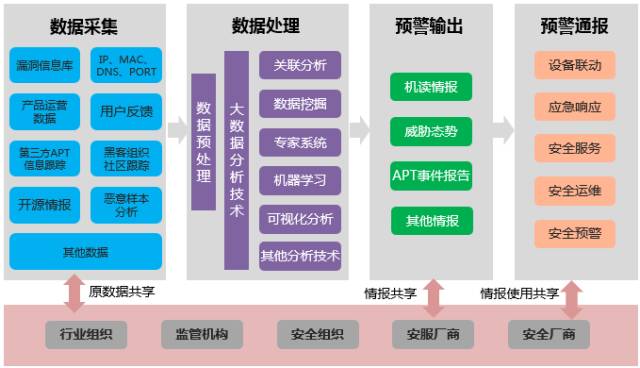 数据采集
漏洞信息库
IP、MAC、
DNS、PORT
产品运营
数据
用户反馈
第三方APT
信息跟踪
黑客组织
社区跟踪
开源情报
恶意样本
分析
其他数据
数据处理
数据预处理
大数据分析技术
关联分析
数据挖掘
专家系统
机器学习
可视化分析
其他分析技术
预警输出
机读情报
威胁态势
APT事件报告
其他情报
预警通报
设备联动
应急响应
安全服务
安全运维
安全预警
原数据共享
情报共享
情报使用共享
行业组织
监管机构
安全组织
安服厂商
安全厂商